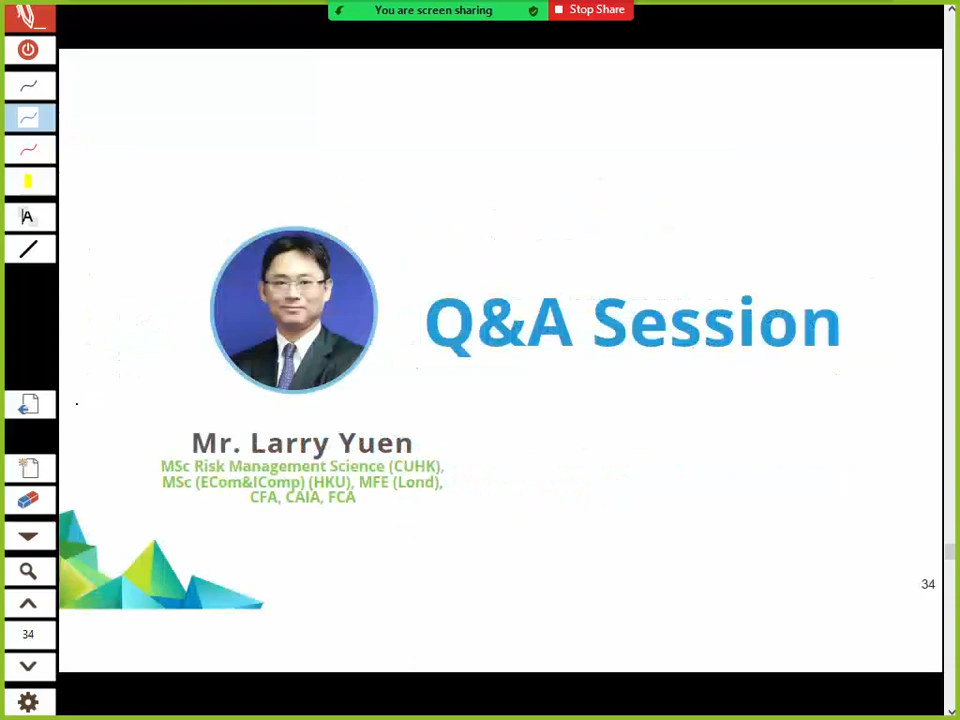 You are screen sharing
Stop Share
A
Q&A Session
Mr. Larry Yuen
MSc Risk Management Science (CUHK),
MSc (ECom&IComp) (HKU), MFE (Lond),
CFA, CAIA, FCA
34
34